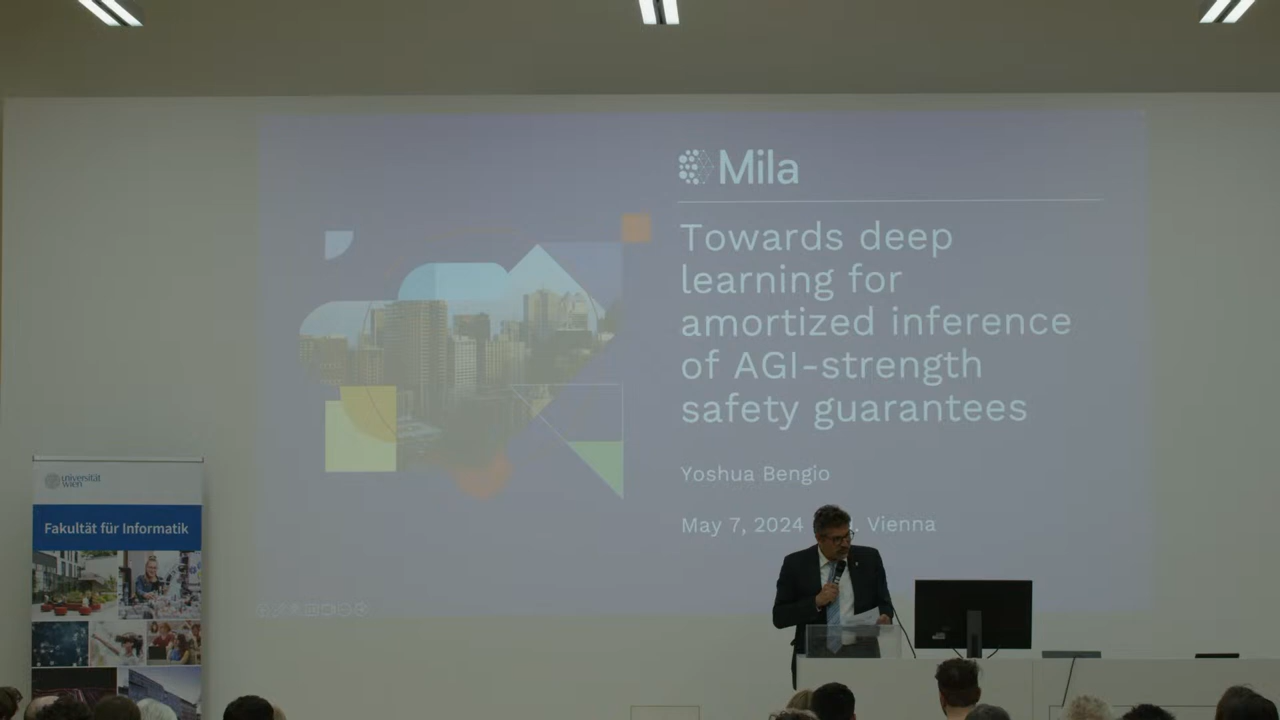 Mila
Towards deep
learning for
amortized inference
of AGI-strength
safety guarantees
Yoshua Bengio
May 7, 2024 . Vienna
universität
wien
Fakultät für Informatik